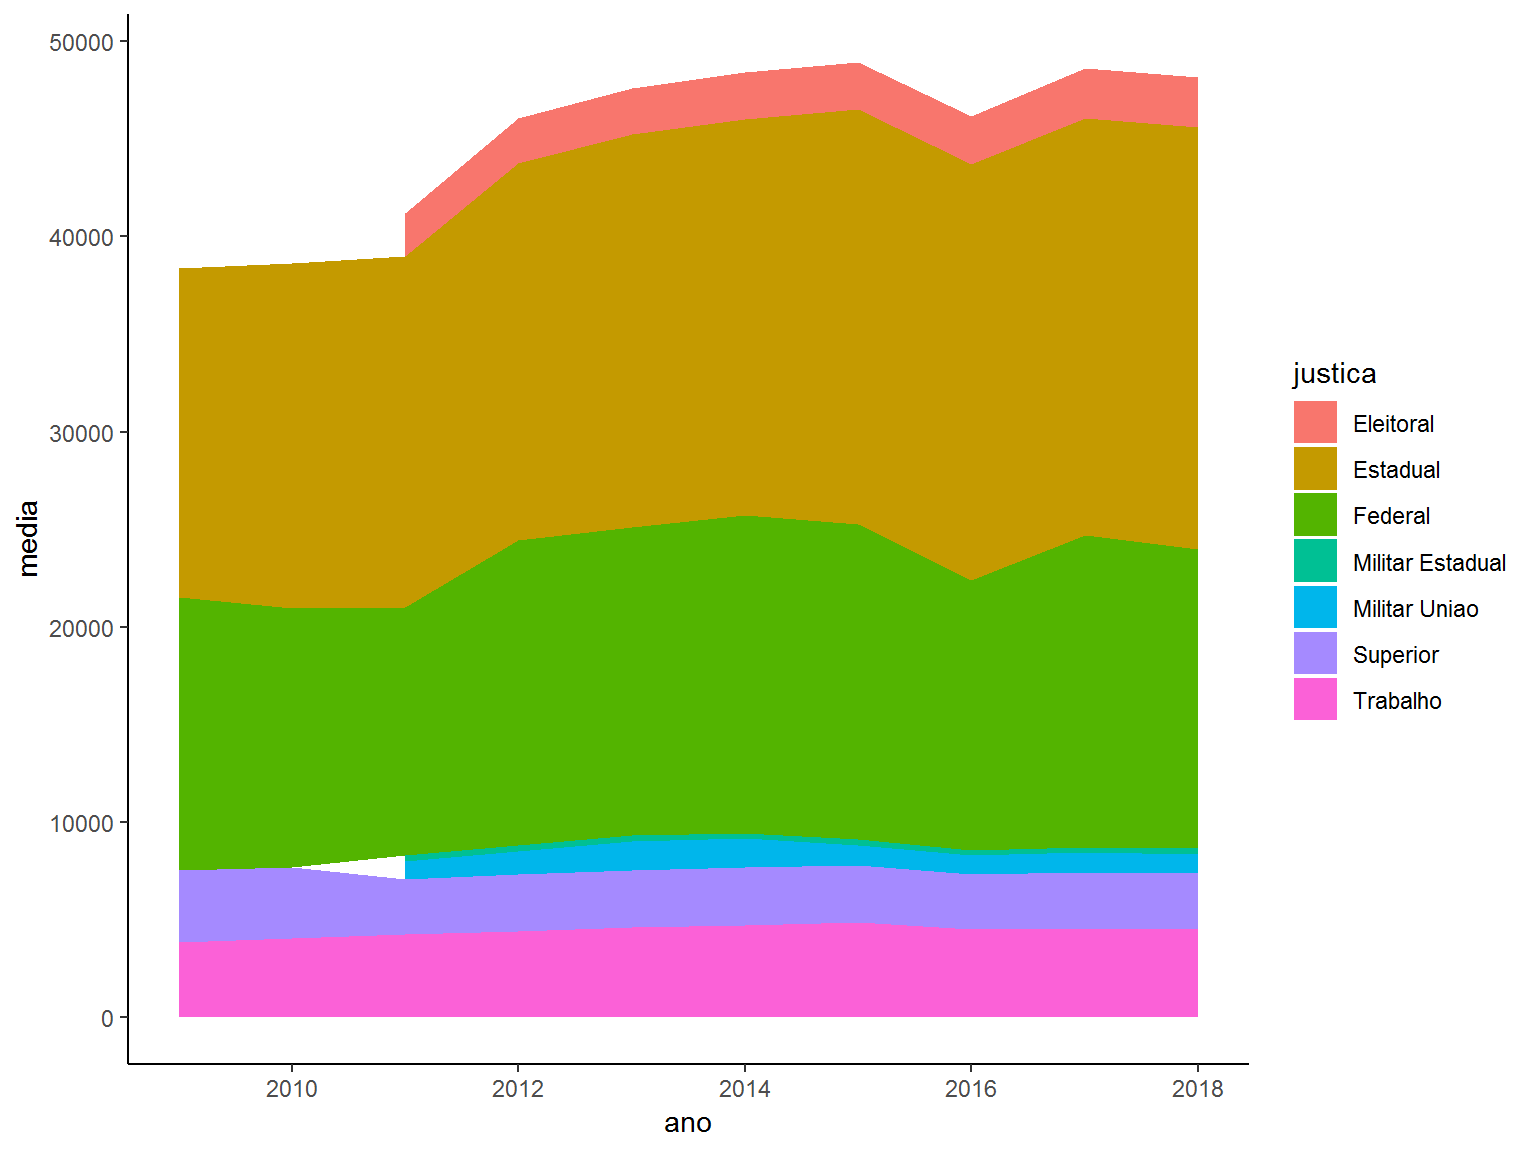 50000
40000
30000
20000
10000
0
media
2010 2012 2014 2016 2018
ano
justica
Eleitoral
Estadual
Federal
Militar Estadual
Militar Uniao
Superior
Trabalho